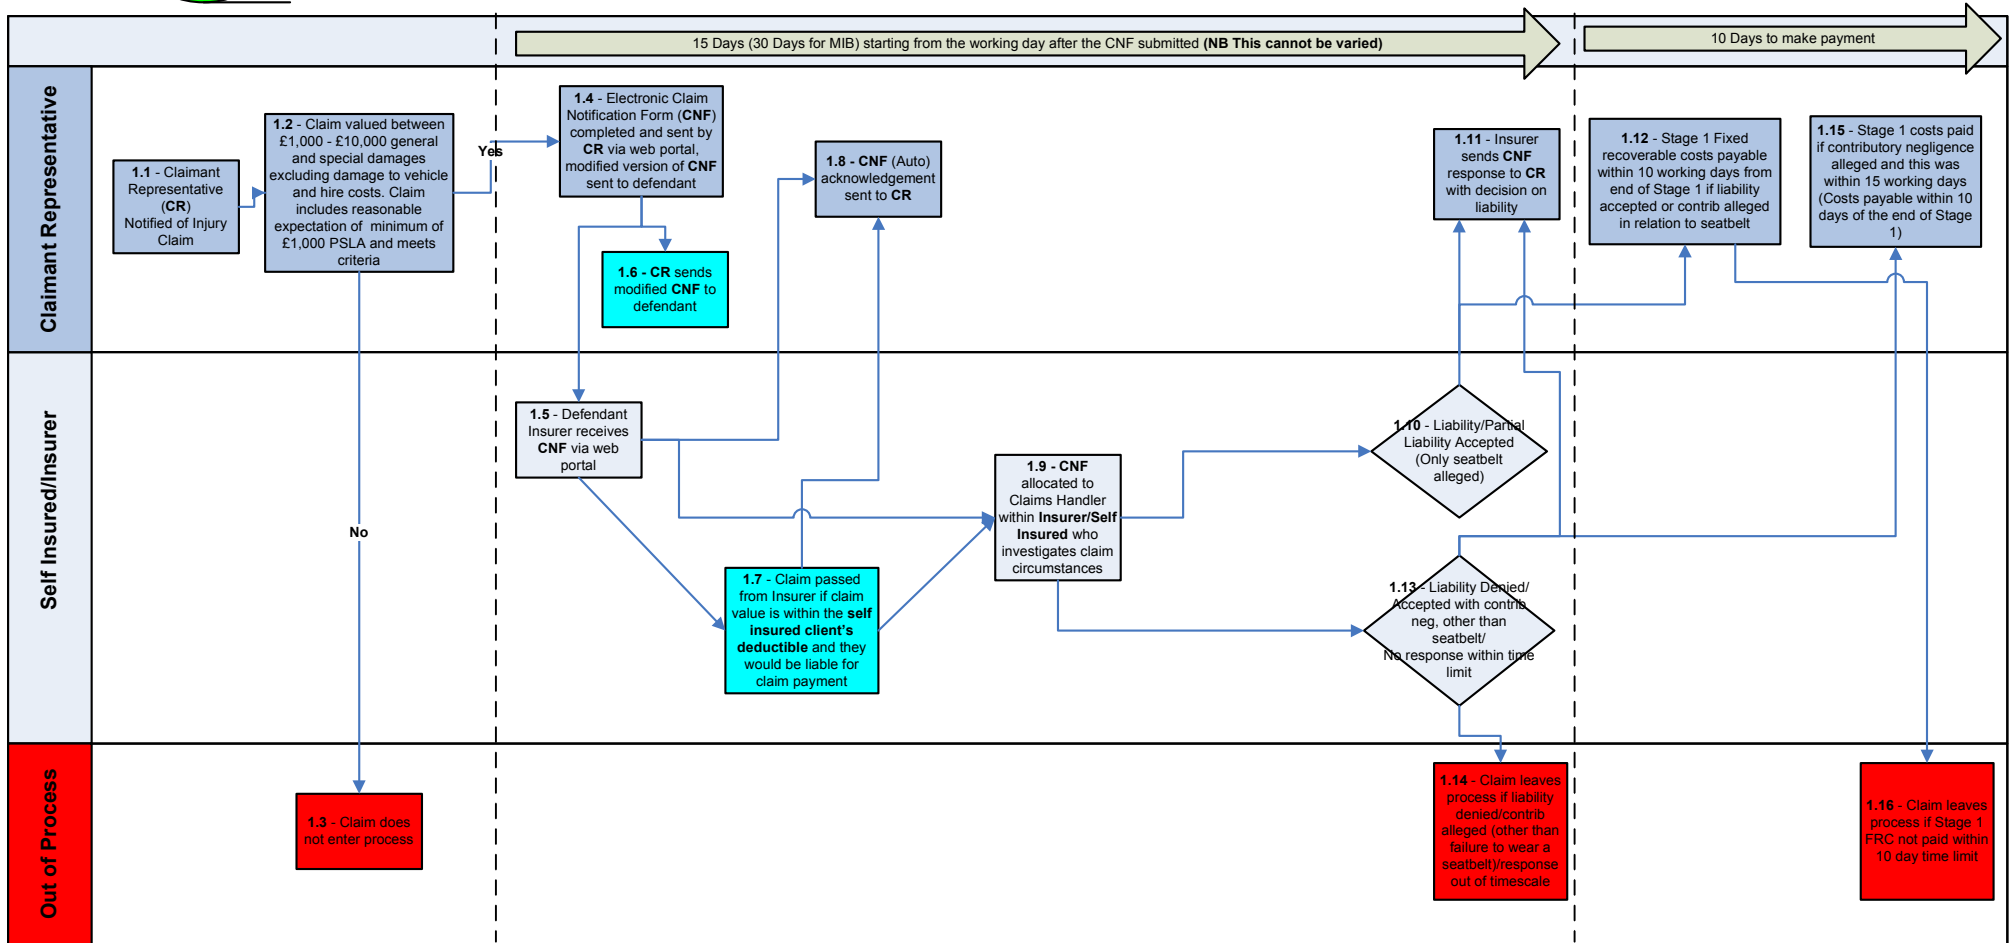 15 Days (30 Days for MIB) starting from the working day after the CNF submitted (NB This cannot be varied)
10 Days to make payment
Claimant Representative
1.1 - Claimant
Representative
(CR)
Notified of Injury
Claim
1.2 - Claim valued between
£1,000 - £10,000 general
and special damages
excluding damage to vehicle
and hire costs. Claim
includes reasonable
expectation of minimum of
£1,000 PSLA and meets
criteria
Yes
1.4 - Electronic Claim
Notification Form (CNF)
completed and sent by
CR via web portal,
modified version of CNF
sent to defendant
1.6 - CR sends
modified CNF to
defendant
1.8 - CNF (Auto)
acknowledgement
sent to CR
1.11 - Insurer
sends CNF
response to CR
with decision on
liability
1.12 - Stage 1 Fixed
recoverable costs payable
within 10 working days from
end of Stage 1 if liability
accepted or contrib alleged
in relation to seatbelt
1.15 - Stage 1 costs paid
if contributory negligence
alleged and this was
within 15 working days
(Costs payable within 10
days of the end of Stage
1)
Self Insured/Insurer
No
1.5 - Defendant
Insurer receives
CNF via web
portal
1.7 - Claim passed
from Insurer if claim
value is within the self
insured client's
deductible and they
would be liable for
claim payment
1.9 - CNF
allocated to
Claims Handler
within Insurer/Self
Insured who
investigates claim
circumstances
1.10 - Liability/Partial
Liability Accepted
(Only seatbelt
alleged)
1.13 - Liability Denied/
Accepted with contrib
neg, other than
seatbelt/
No response within time
limit
Out of Process
1.3 - Claim does
not enter process
1.14 - Claim leaves
process if liability
denied/contrib
alleged (other than
failure to wear a
seatbelt)/response
out of timescale
1.16 - Claim leaves
process if Stage 1
FRC not paid within
10 day time limit